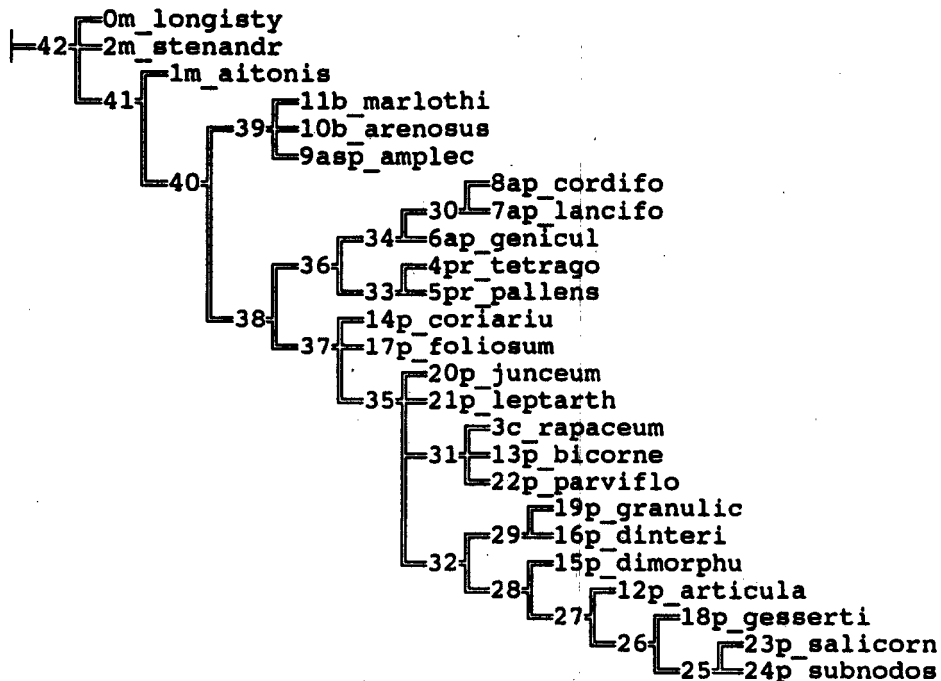 42 0m_longisty
2m_stenandr
1m_aitonis
41
11b_marlothi
39 10b_arenosus
9asp_amplec
40 8ap_cordifo
30 7ap_lancifo
34 6ap_genicul
36 4pr_tetrago
33 5pr_pallens
38 14p_coriariu
37 17p_foliosum
20p_junceum
35 21p_leptarth
3c_rapaceum
31 13p_bicorne
22p_parviflo
19p_granulic
29 16p_dinteri
32 15p_dimorphu
28 12p_articula
27 18p_gesserti
26 23p_salicorn
25 24p_subnodos